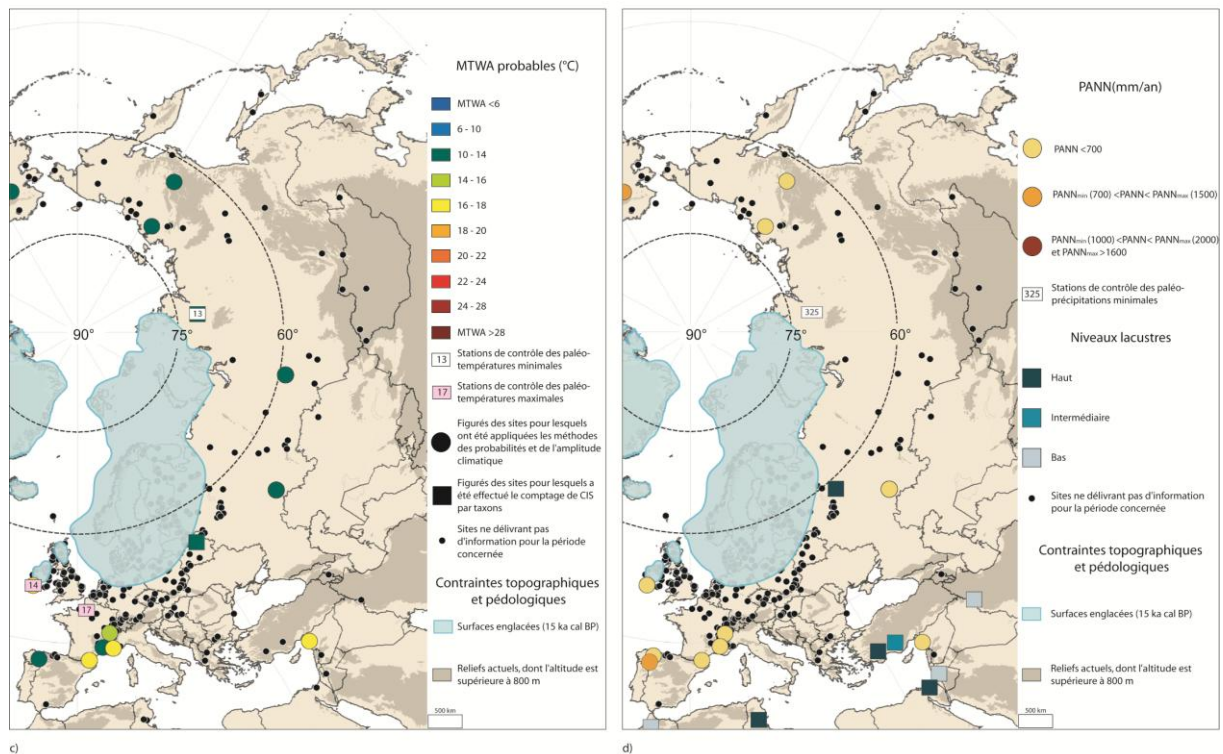 MTWA probables (°C)
MTWA <6
6 - 10
10 - 14
14 - 16
16 - 18
18 - 20
20 - 22
22 - 24
24 - 28
MTWA >28
13
Stations de contrôle des paléo-
températures minimales
17
Stations de contrôle des paléo-
températures maximales
Figurés des sites pour lesquels
ont été appliquées les méthodes
des probabilités et de l'amplitude
climatique
Figurés des sites pour lesquels a
été effectué le comptage de CIS
par taxons
Sites ne délivrant pas
d'information pour la période
concernée
Contraintes topographiques
et pédologiques
Surfaces englacées (15 ka cal BP)
Reliefs actuels, dont l'altitude est
supérieure à 800 m
500 km
13
90°
75°
60°
14
17
c)
PANN(mm/an)
PANN <700
PANNmin (700) <PANN< PANNmax (1500)
PANNmin (1000) <PANN< PANNmax (2000)
et PANNmax >1600
325
Stations de contrôle des paléo-
précipitations minimales
Niveaux lacustres
Haut
Intermédiaire
Bas
Sites ne délivrant pas d'information
pour la période concernée
Contraintes topographiques
et pédologiques
Surfaces englacées (15 ka cal BP)
Reliefs actuels, dont l'altitude est
supérieure à 800 m
500 km
325
90°
75°
60°
d)